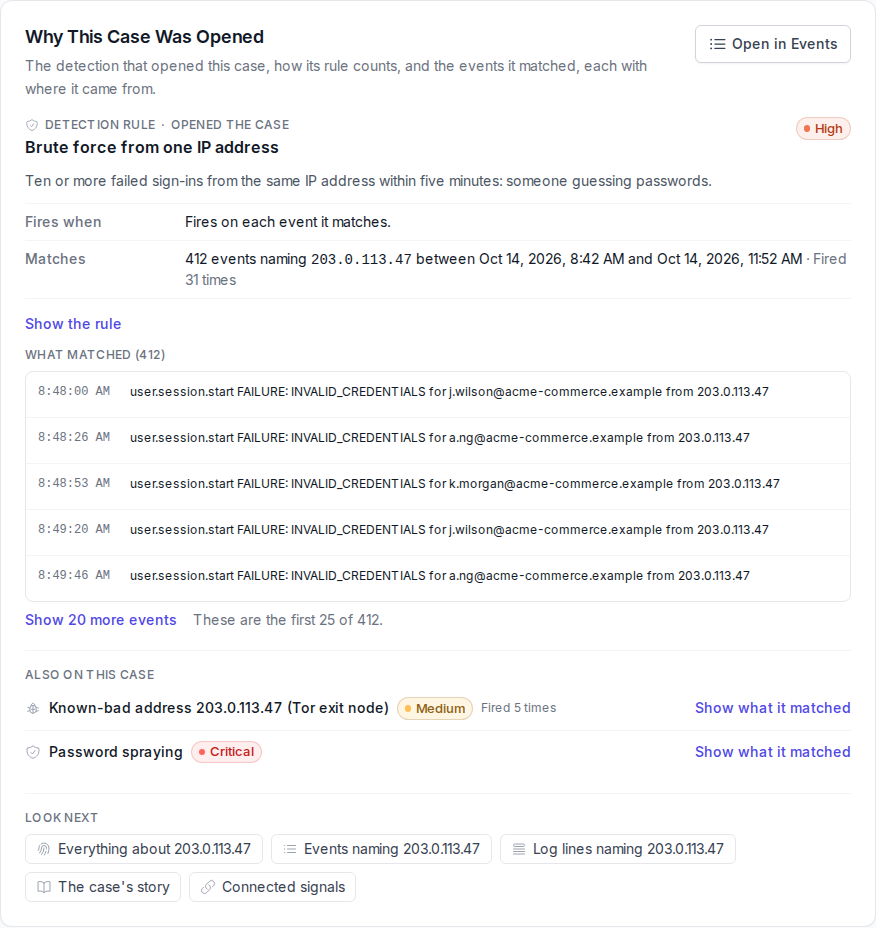 Why This Case Was Opened
Open in Events
The detection that opened this case, how its rule counts, and the events it matched, each with
where it came from.
DETECTION RULE · OPENED THE CASE
High
Brute force from one IP address
Ten or more failed sign-ins from the same IP address within five minutes: someone guessing passwords.
Fires when Fires on each event it matches.
Matches 412 events naming 203.0.113.47 between Oct 14, 2026, 8:42 AM and Oct 14, 2026, 11:52 AM · Fired
31 times
Show the rule
WHAT MATCHED (412)
8:48:00 AM user.session.start FAILURE: INVALID_CREDENTIALS for j.wilson@acme-commerce.example from 203.0.113.47
8:48:26 AM user.session.start FAILURE: INVALID_CREDENTIALS for a.ng@acme-commerce.example from 203.0.113.47
8:48:53 AM user.session.start FAILURE: INVALID_CREDENTIALS for k.morgan@acme-commerce.example from 203.0.113.47
8:49:20 AM user.session.start FAILURE: INVALID_CREDENTIALS for j.wilson@acme-commerce.example from 203.0.113.47
8:49:46 AM user.session.start FAILURE: INVALID_CREDENTIALS for a.ng@acme-commerce.example from 203.0.113.47
Show 20 more events These are the first 25 of 412.
ALSO ON THIS CASE
Known-bad address 203.0.113.47 (Tor exit node) Medium Fired 5 times Show what it matched
Password spraying Critical Show what it matched
LOOK NEXT
Everything about 203.0.113.47 Events naming 203.0.113.47 Log lines naming 203.0.113.47
The case's story Connected signals